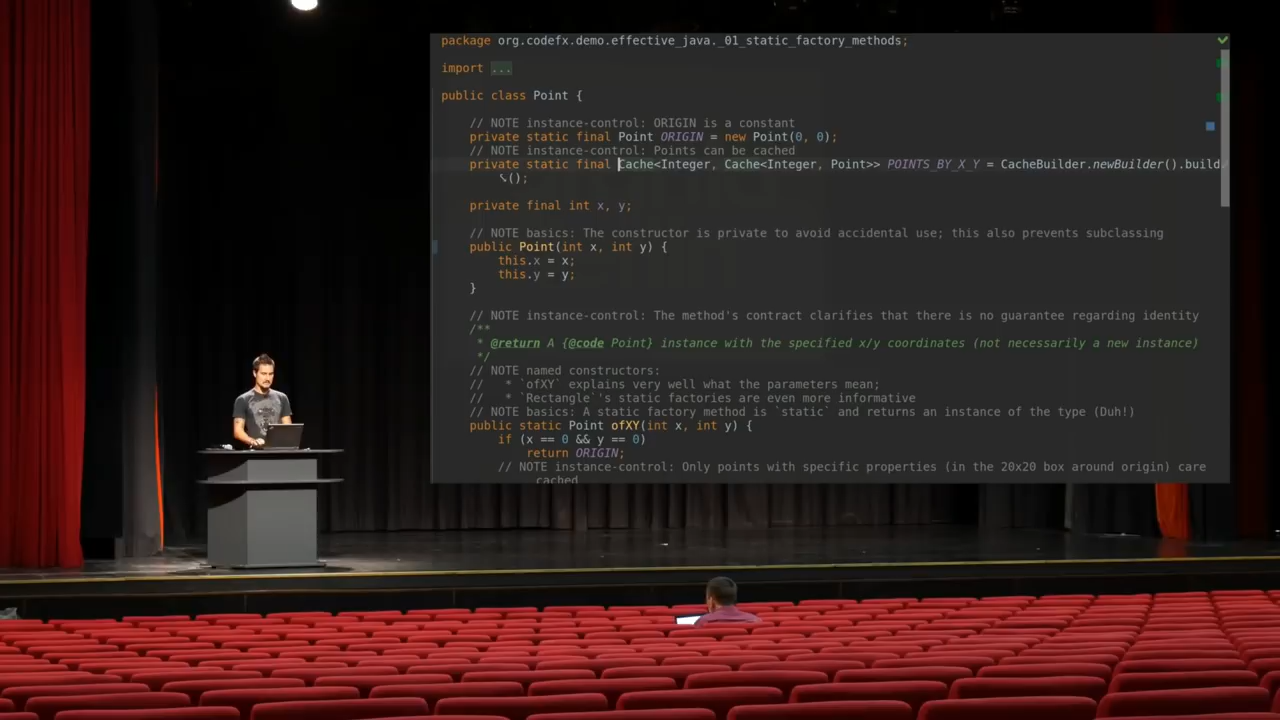 package org.codefx.demo.effective_java._01_static_factory_methods;
import ...
public class Point {
// NOTE instance-control: ORIGIN is a constant
private static final Point ORIGIN = new Point(0, 0);
// NOTE instance-control: Points can be cached
private static final Cache<Integer, Cache<Integer, Point>> POINTS_BY_X_Y = CacheBuilder.newBuilder().build
();
private final int x, y;
// NOTE basics: The constructor is private to avoid accidental use; this also prevents subclassing
public Point(int x, int y) {
this.x = x;
this.y = y;
}
// NOTE instance-control: The method's contract clarifies that there is no guarantee regarding identity
/**
* @return A {@code Point} instance with the specified x/y coordinates (not necessarily a new instance)
*/
// NOTE named constructors:
//   * `ofXY` explains very well what the parameters mean;
//   * `Rectangle`'s static factories are even more informative
// NOTE basics: A static factory method is `static` and returns an instance of the type (Duh!)
public static Point ofXY(int x, int y) {
if (x == 0 && y == 0)
return ORIGIN;
// NOTE instance-control: Only points with specific properties (in the 20x20 box around origin) care
cached